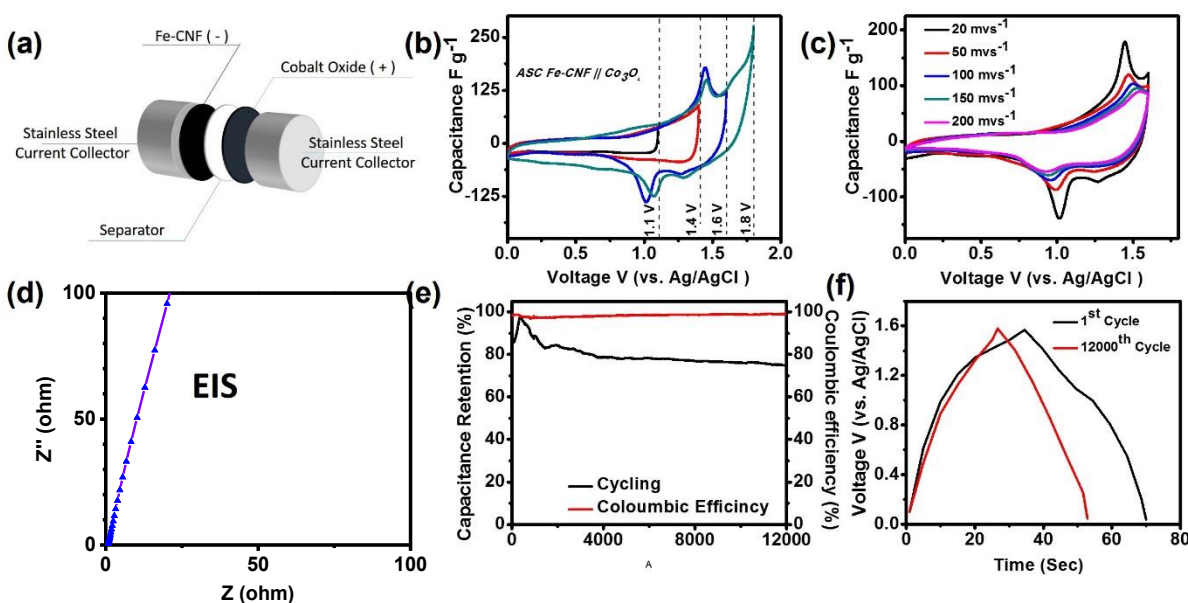 (a)
Fe-CNF ( - )
Cobalt Oxide ( + )
Stainless Steel
Current Collector
Stainless Steel
Current Collector
Separator
(b)
Capacitance F g-1
250
125
0
-125
ASC Fe-CNF // Co3O4
1.1 V
1.4 V
1.6 V
1.8 V
0.0
0.5
1.0
1.5
2.0
Voltage V (vs. Ag/AgCl )
(c)
Capacitance F g-1
200
100
0
-100
20 mvs-1
50 mvs-1
100 mvs-1
150 mvs-1
200 mvs-1
0.0
0.5
1.0
1.5
Voltage V (vs. Ag/AgCl )
(d)
Z'' (ohm)
100
50
0
EIS
0
50
100
Z (ohm)
(e)
Capacitance Retention (%)
100
80
60
40
20
0
Cycling
Coloumbic Efficincy
0
4000
8000
12000
A
100
80
60
40
20
0
Coulombic efficiency (%)
(f)
Voltage V (vs. Ag/AgCl)
1.6
1.2
0.8
0.4
0.0
1st Cycle
12000th Cycle
0
20
40
60
80
Time (Sec)